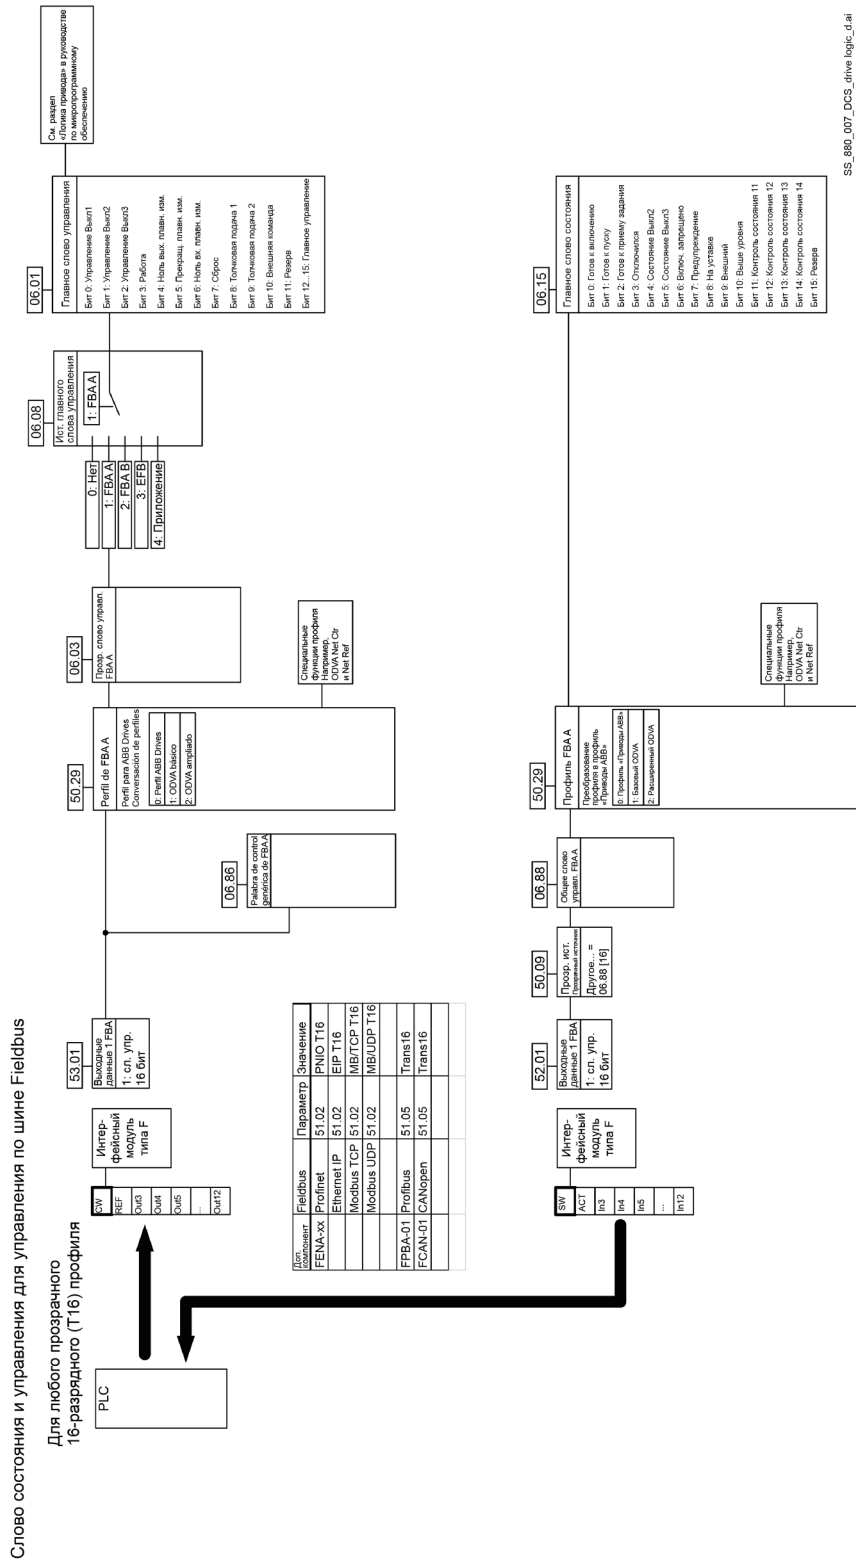 Слово состояния и управления для управления по шине Fieldbus
Для любого прозрачного
16-разрядного (T16) профиля
PLC
CW
REF
Out3
Out4
Out5
...
Out12
Интер-
фейсный
модуль
типа F
53.01
Выходные
данные 1 FBA
1: сл. упр.
16 бит
06.86
Palabra de control
genérica de FBA A
50.29
Perfil de FBA A
Perfil para ABB Drives
Conversación de perfiles
0: Perfil ABB Drives
1: ODVA básico
2: ODVA ampliado
Специальные
функции профиля
Например,
ODVA Net Ctr
и Net Ref
06.03
Прозр. слово управл.
FBA A
0: Нет
1: FBA A
2: FBA B
3: EFB
4: Приложение
06.08
Ист. главного
слова управления
1: FBA A
06.01
Главное слово управления
Бит 0: Управление Выкл1
Бит 1: Управление Выкл2
Бит 2: Управление Выкл3
Бит 3: Работа
Бит 4: Ноль вых. плавн. изм.
Бит 5: Прекращ. плавн. изм.
Бит 6: Ноль вх. плавн. изм.
Бит 7: Сброс
Бит 8: Толчковая подача 1
Бит 9: Толчковая подача 2
Бит 10: Внешняя команда
Бит 11: Резерв
Бит 12...15: Главное управление
См. раздел
«Логика привода» в руководстве
по микропрограммному
обеспечению
Доп. компонент Fieldbus Параметр Значение
FENA-xx Profinet 51.02 PNIO T16
Ethernet IP 51.02 EIP T16
Modbus TCP 51.02 MB/TCP T16
Modbus UDP 51.02 MB/UDP T16
FPBA-01 Profibus 51.05 Trans16
FCAN-01 CANopen 51.05 Trans16
SW
ACT
In3
In4
In5
...
In12
Интер-
фейсный
модуль
типа F
52.01
Выходные
данные 1 FBA
1: сл. упр.
16 бит
50.09
Прозр. ист.
Прозрачный источник
Другое... =
06.88 [16]
06.88
Общее слово
управл. FBA A
50.29
Профиль FBA A
Преобразование
профиля в профиль
«Приводы ABB»
0: Профиль «Приводы ABB»
1: Базовый ODVA
2: Расширенный ODVA
Специальные
функции профиля
Например,
ODVA Net Ctr
и Net Ref
06.15
Главное слово состояния
Бит 0: Готов к включению
Бит 1: Готов к пуску
Бит 2: Готов к приему задания
Бит 3: Отключился
Бит 4: Состояние Выкл2
Бит 5: Состояние Выкл3
Бит 6: Включ. запрещено
Бит 7: Предупреждение
Бит 8: На уставке
Бит 9: Внешний
Бит 10: Выше уровня
Бит 11: Контроль состояния 11
Бит 12: Контроль состояния 12
Бит 13: Контроль состояния 13
Бит 14: Контроль состояния 14
Бит 15: Резерв
SS_880_007_DCS_drive logic_d.ai